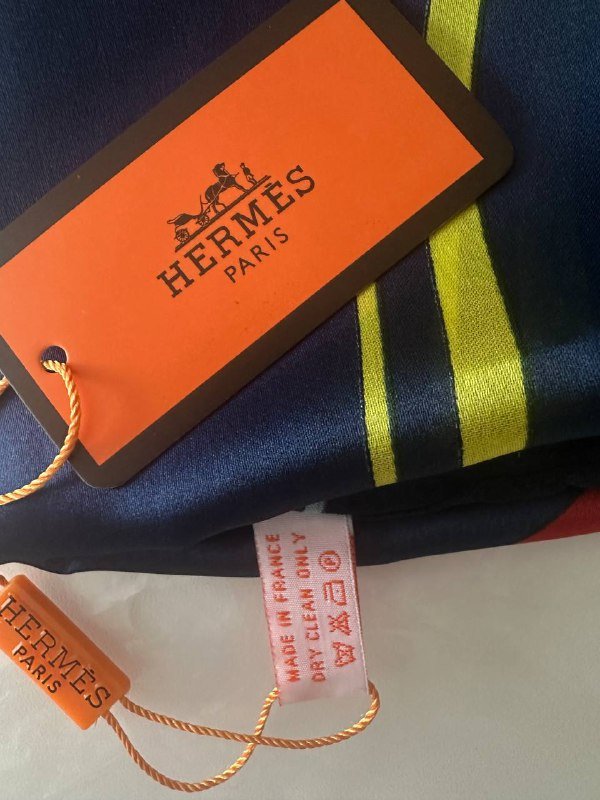 HERMÈS
PARIS
HERMÈS
PARIS
MADE IN FRANCE
DRY CLEAN ONLY